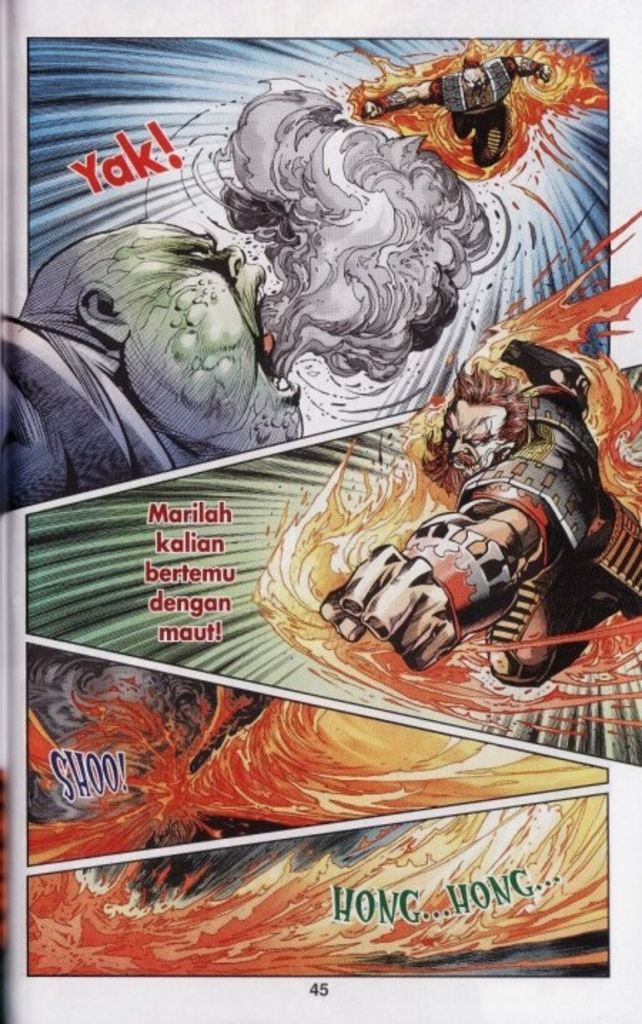 Yak!
Marilah
kalian
bertemu
dengan
maut!
SHOO!
HONG...HONG...
45